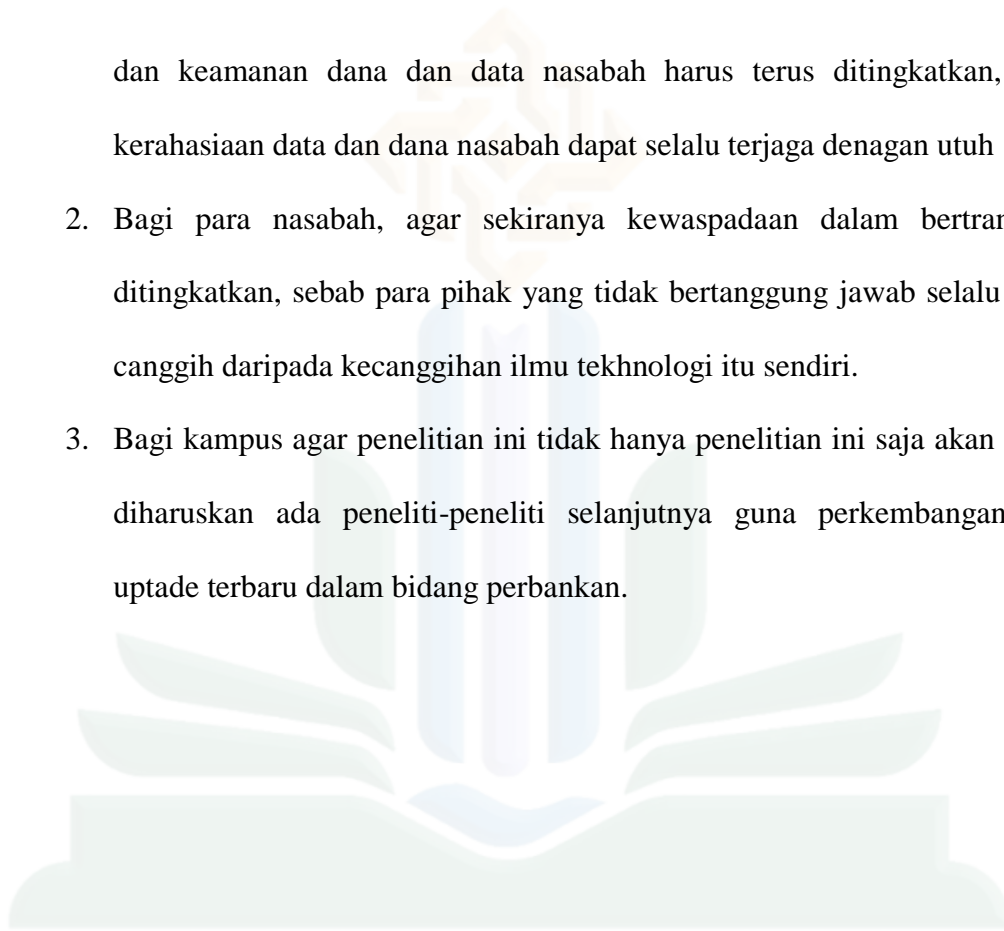 dan keamanan dana dan data nasabah harus terus ditingkatkan,
kerahasiaan data dan dana nasabah dapat selalu terjaga denagan utuh
2. Bagi para nasabah, agar sekiranya kewaspadaan dalam
ditingkatkan, sebab para pihak yang tidak bertanggung jawab selalu
canggih daripada kecanggihan ilmu tekhnologi itu sendiri.
3. Bagi kampus agar penelitian ini tidak hanya penelitian ini saja akan
diharuskan ada peneliti-peneliti selanjutnya guna perkembangan
uptade terbaru dalam bidang perbankan.